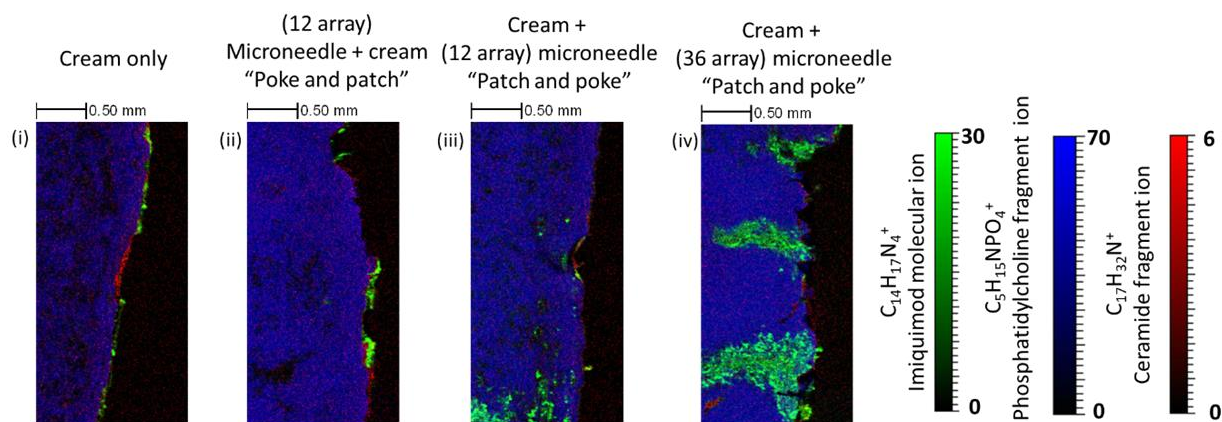 Cream only
(12 array)
Microneedle + cream
“Poke and patch”
Cream +
(12 array) microneedle
“Patch and poke”
Cream +
(36 array) microneedle
“Patch and poke”
0.50 mm
0.50 mm
0.50 mm
0.50 mm
(i)
(ii)
(iii)
(iv)
C₁₄H₁₇N₄⁺
Imiquimod molecular ion
30
0
C₅H₁₅NPO₄⁺
Phosphatidylcholine fragment ion
70
0
C₁₇H₃₂N⁺
Ceramide fragment ion
6
0